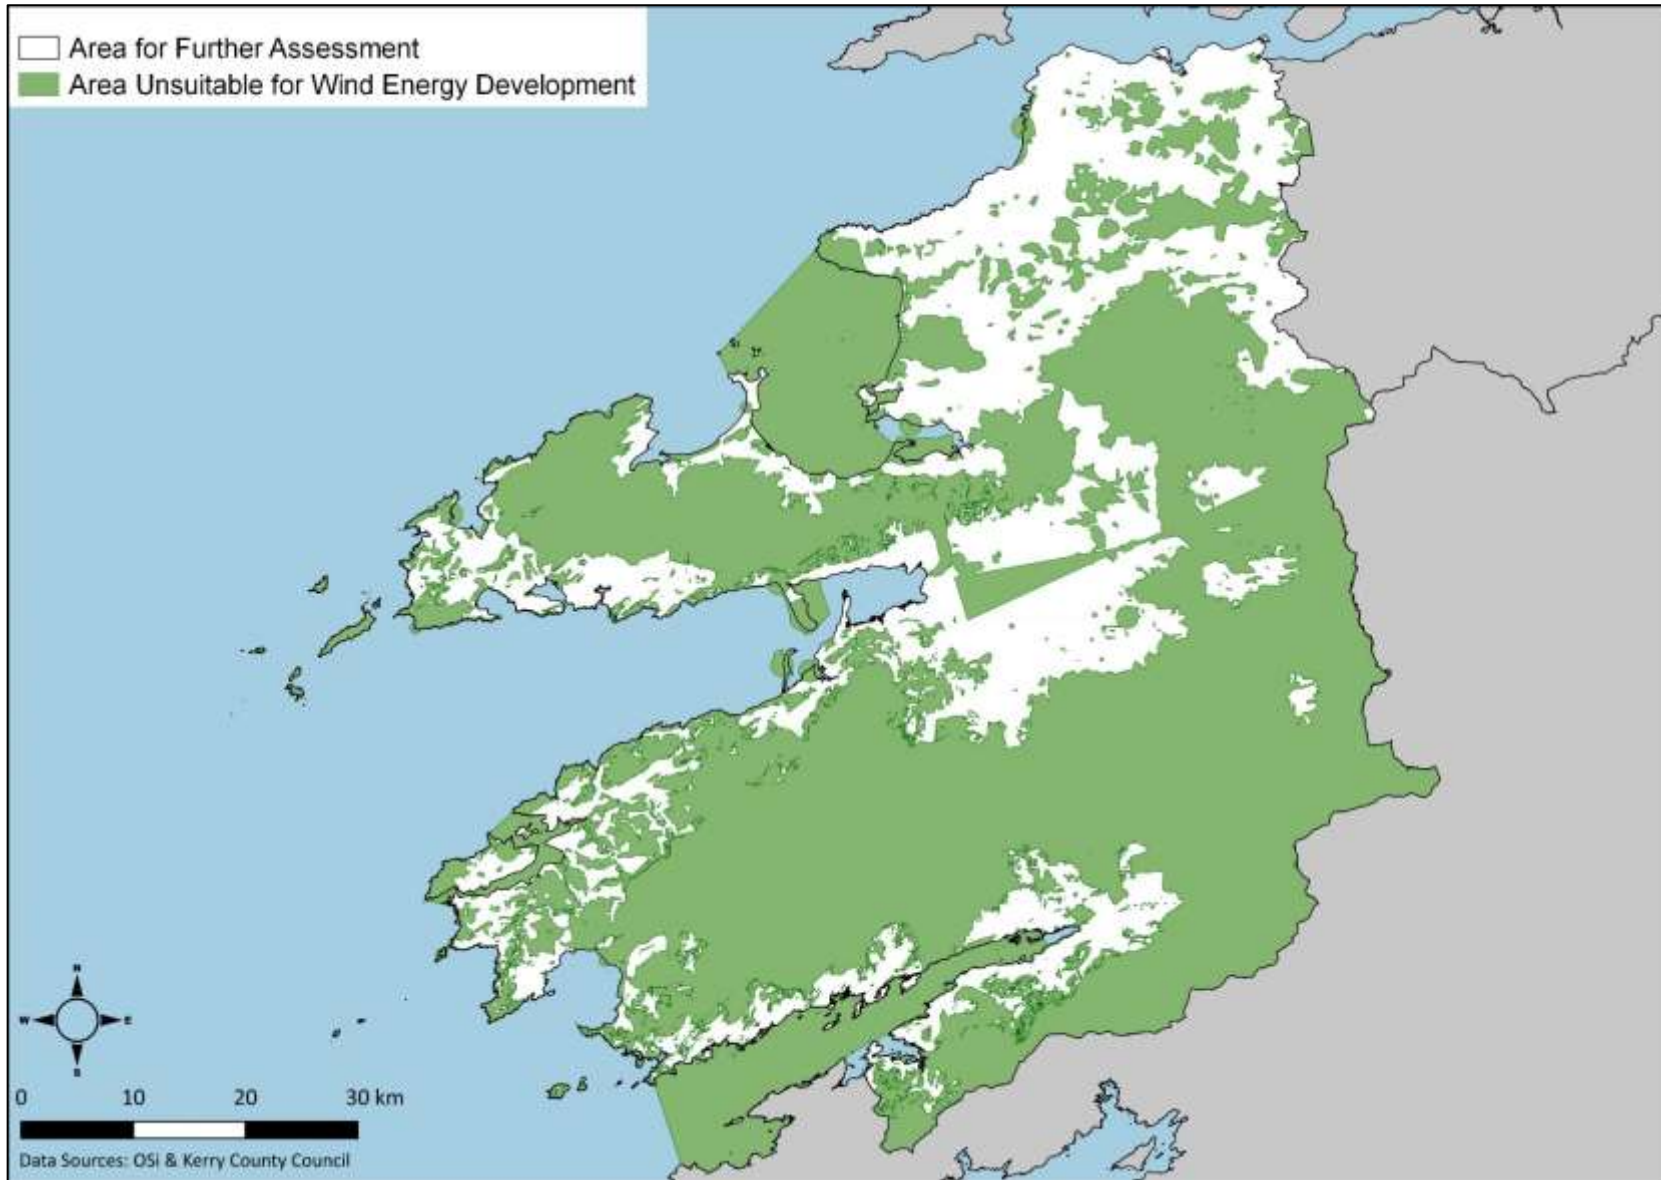 Area for Further Assessment
Area Unsuitable for Wind Energy Development
N
W E
S
0 10 20 30 km
Data Sources: OSi & Kerry County Council